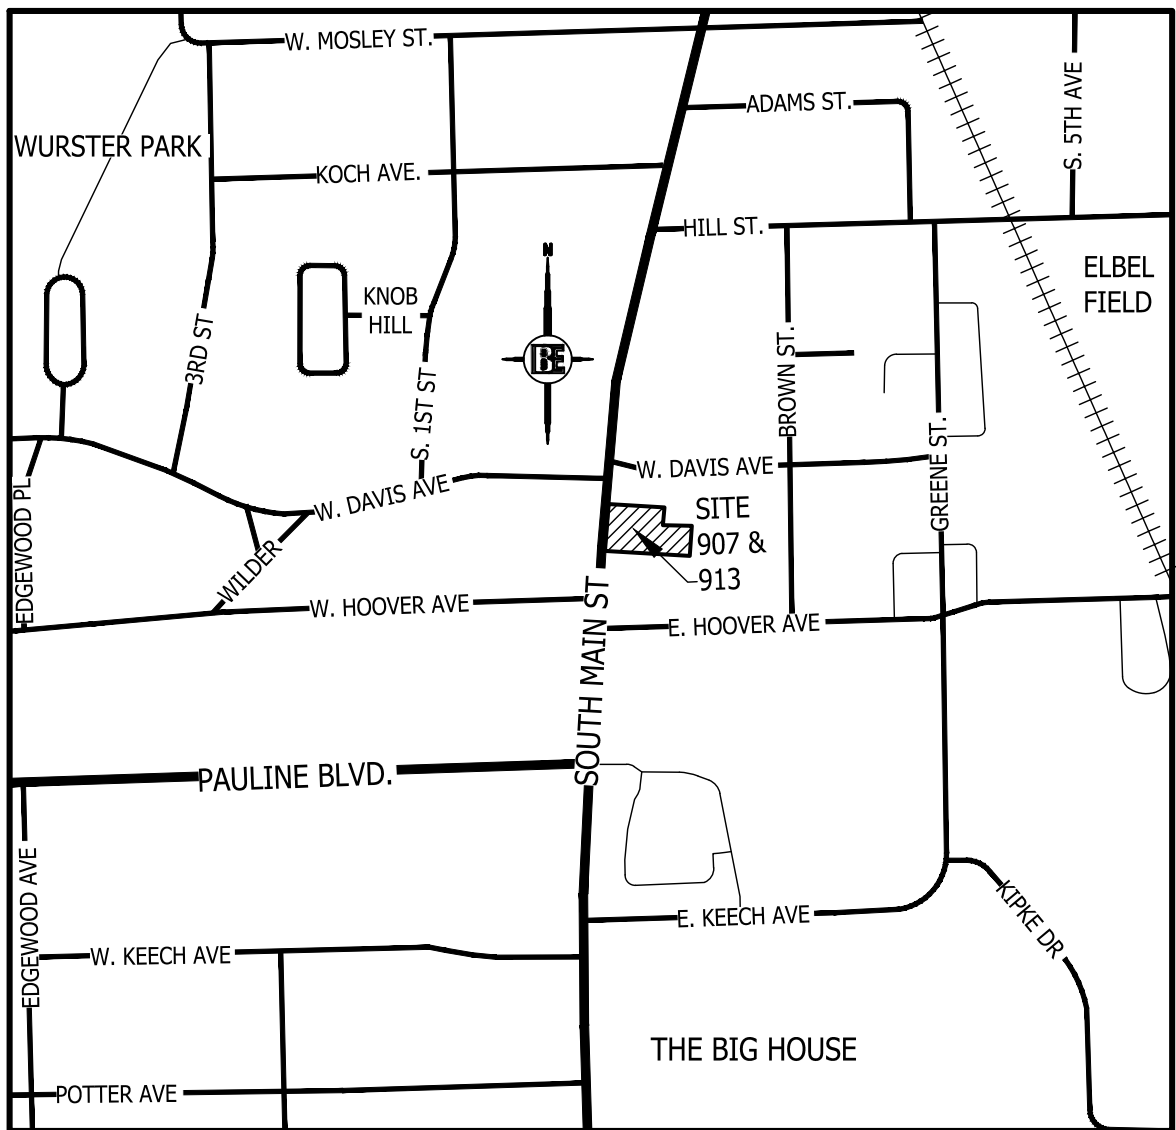 W. MOSLEY ST.
ADAMS ST.
S. 5TH AVE
WURSTER PARK
KOCH AVE.
HILL ST.
N
ELBEL
FIELD
KNOB
HILL
3RD ST
BE
S. 1ST ST
BROWN ST.
GREENE ST.
W. DAVIS AVE
W. DAVIS AVE
EDGEWOOD PL.
SITE
907 &
913
WILDER
W. HOOVER AVE
E. HOOVER AVE
SOUTH MAIN ST
PAULINE BLVD.
EDGEWOOD AVE
E. KEECH AVE
KIPKE DR
W. KEECH AVE
THE BIG HOUSE
POTTER AVE